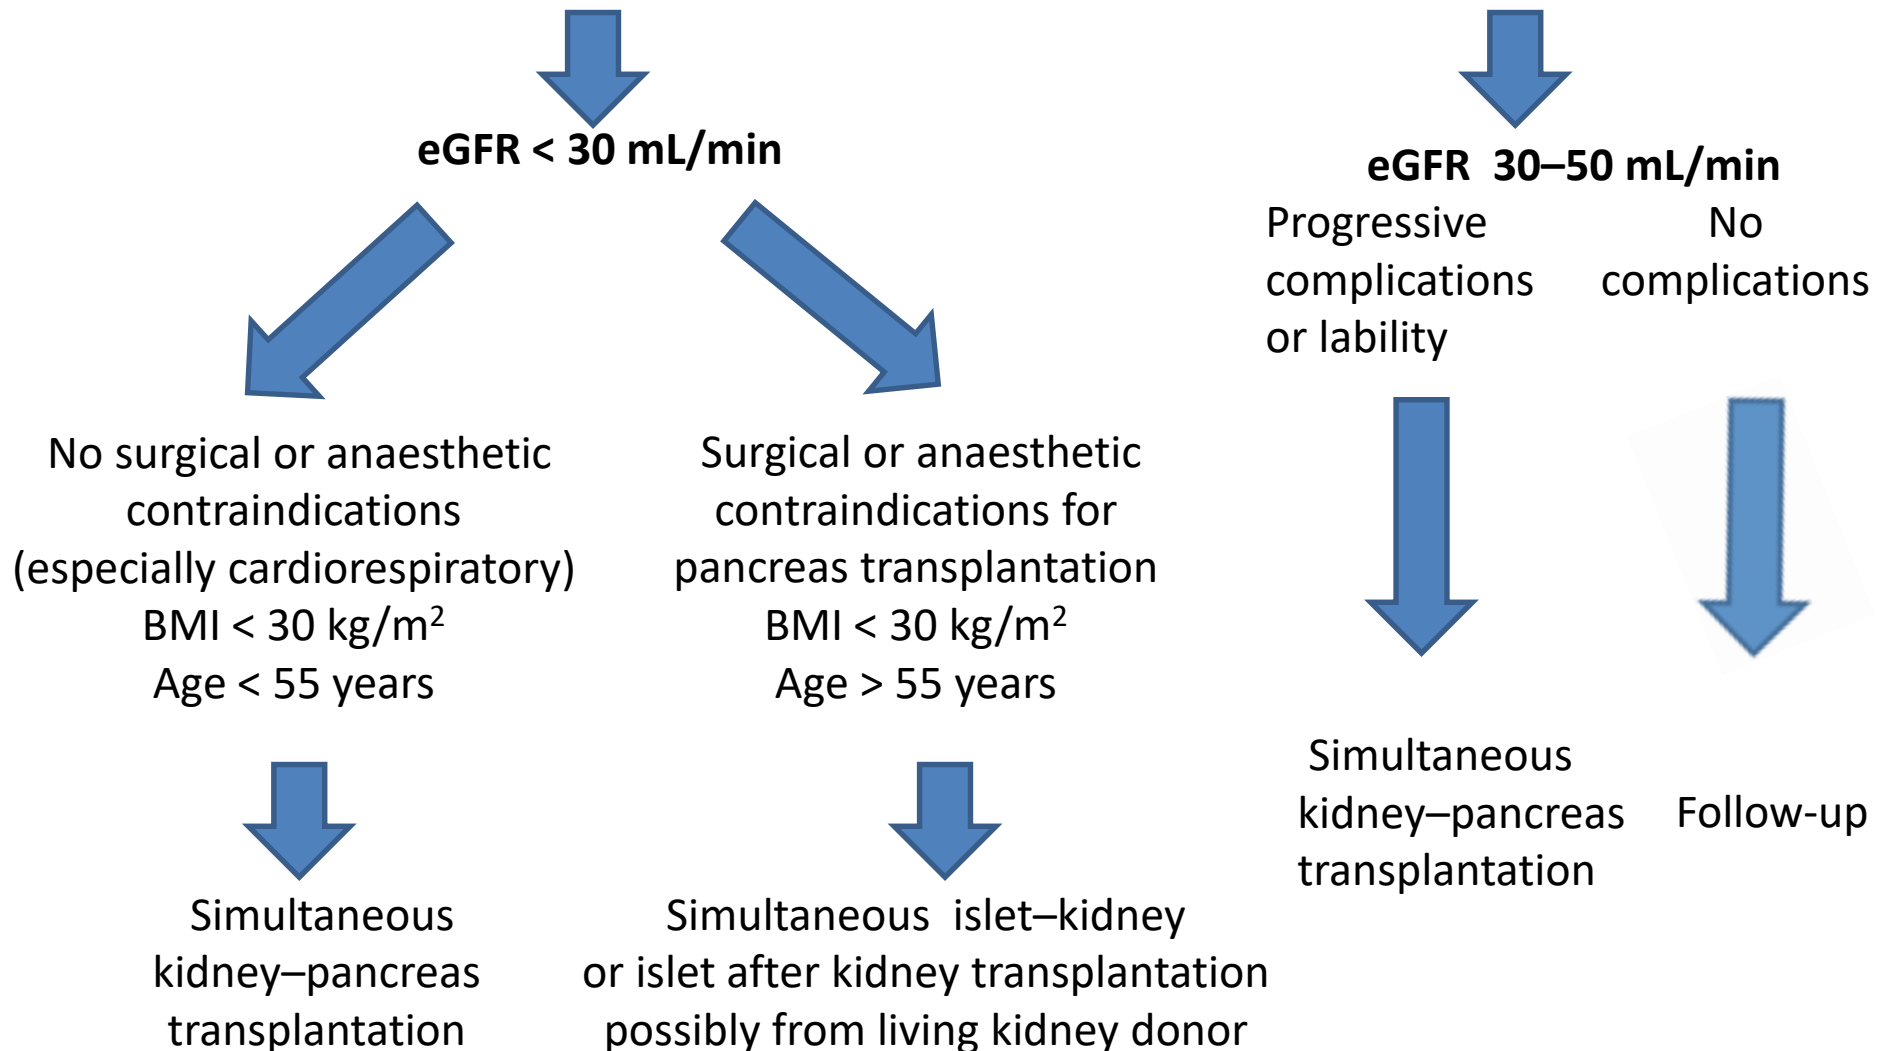 eGFR < 30 mL/min
No surgical or anaesthetic
contraindications
(especially cardiorespiratory)
BMI < 30 kg/m²
Age < 55 years
Simultaneous
kidney–pancreas
transplantation
Surgical or anaesthetic
contraindications for
pancreas transplantation
BMI < 30 kg/m²
Age > 55 years
Simultaneous islet–kidney
or islet after kidney transplantation
possibly from living kidney donor
eGFR 30–50 mL/min
Progressive
complications
or lability
Simultaneous
kidney–pancreas
transplantation
No
complications
Follow-up